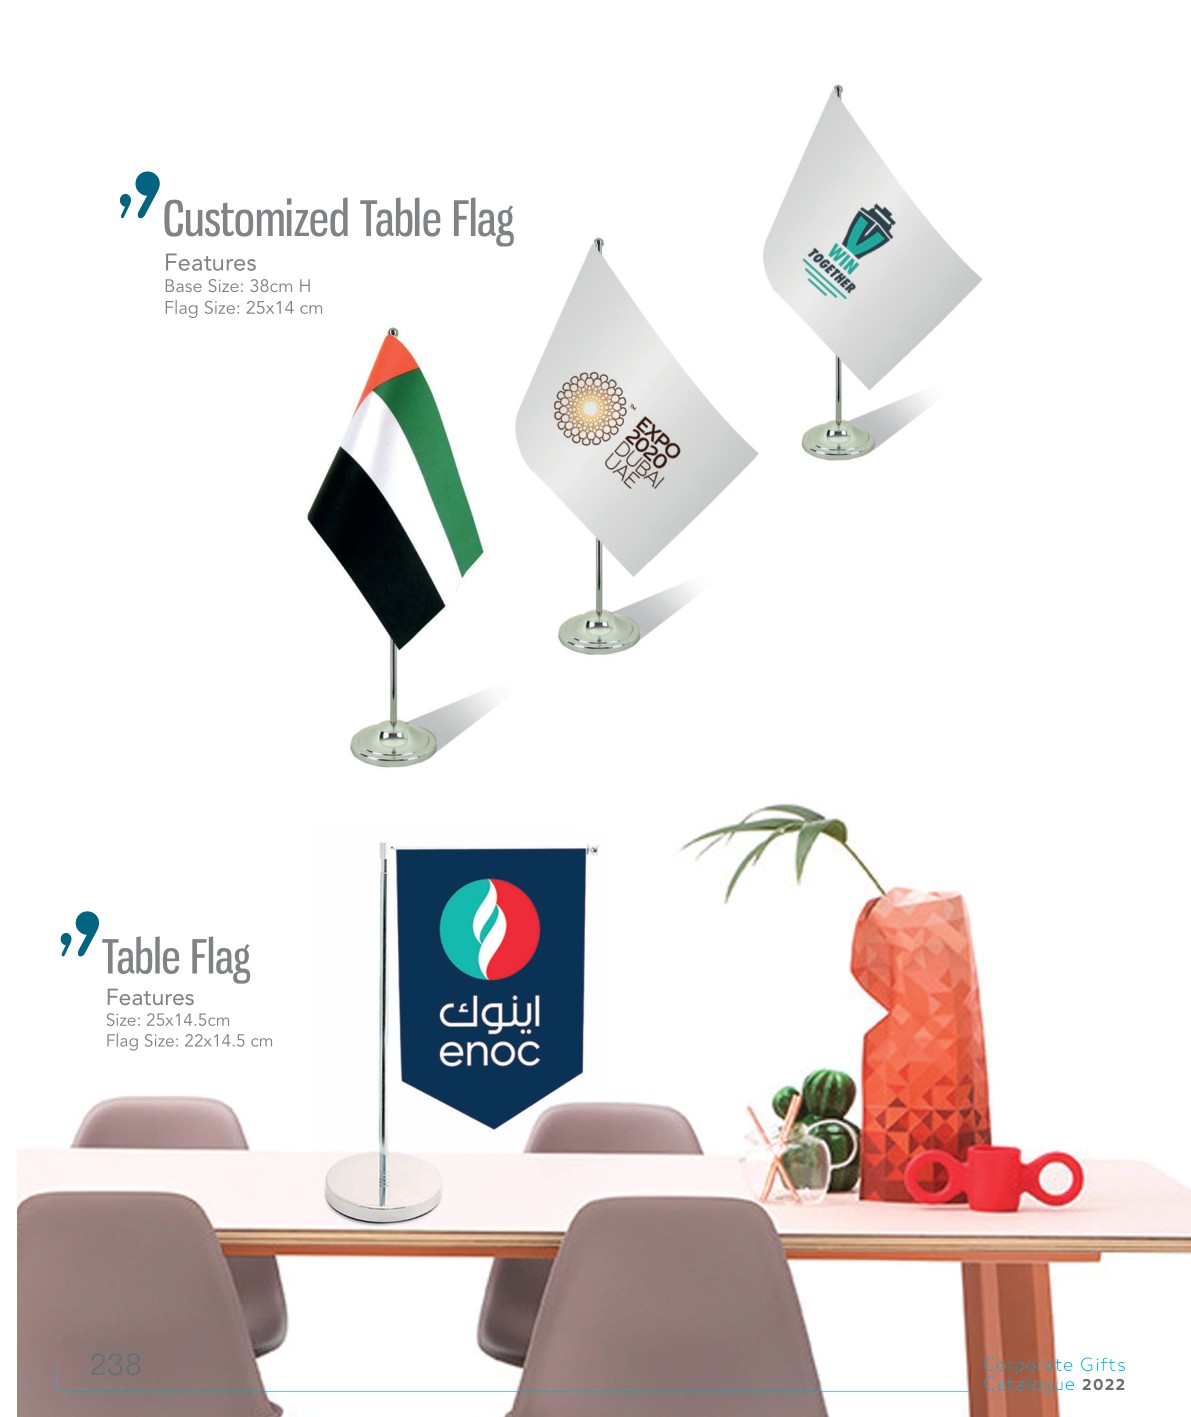 Customized Table Flag
Features
Base Size: 38cm H
Flag Size: 25x14 cm
WIN
TOGETHER
™
EXPO
2020
DUBAI
UAE
Table Flag
Features
Size: 25x14.5cm
Flag Size: 22x14.5 cm
اينوك
enoc
238
Corporate Gifts
Catalogue 2022